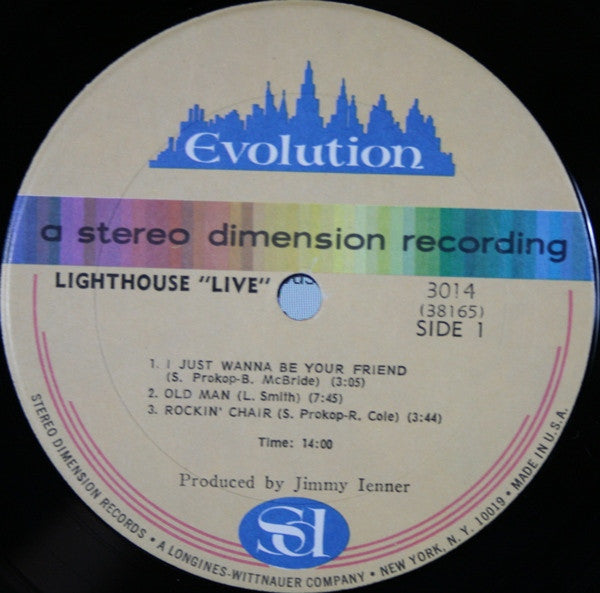 Evolution
a stereo dimension recording
LIGHTHOUSE "LIVE"
3014
(38165)
SIDE 1
1. I JUST WANNA BE YOUR FRIEND
(S. Prokop-B. McBride) (3:05)
2. OLD MAN (L. Smith) (7:45)
3. ROCKIN' CHAIR (S. Prokop-R. Cole) (3:44)
Time: 14:00
Produced by Jimmy Ienner
SD
STEREO DIMENSION RECORDS • A LONGINES-WITTNAUER COMPANY • NEW YORK, N. Y. 10019 • MADE IN U.S.A.